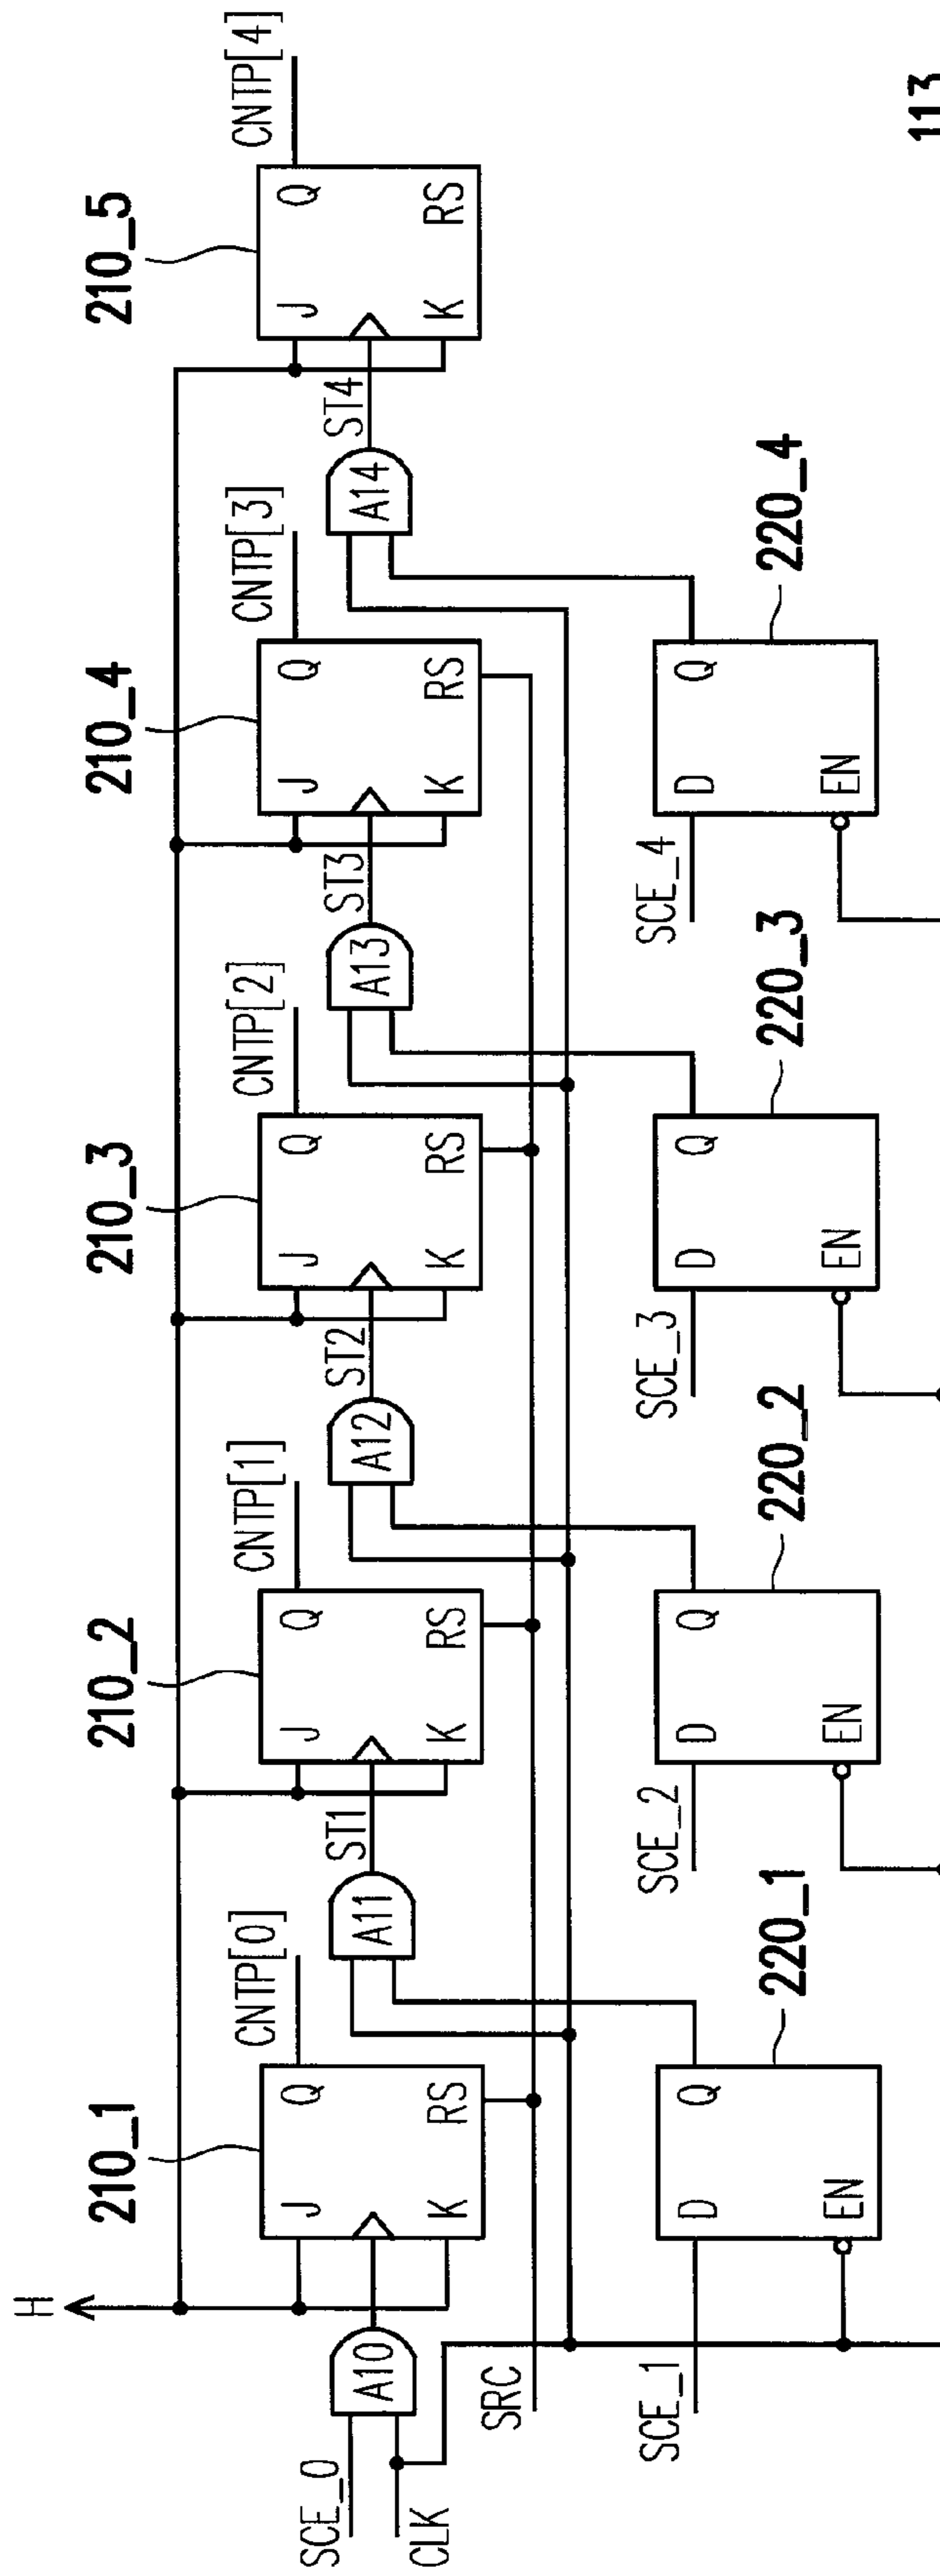 H
210_1
210_2
210_3
210_4
210_5
CNTP[0]
CNTP[1]
CNTP[2]
CNTP[3]
CNTP[4]
J
Q
K
RS
J
Q
K
RS
J
Q
K
RS
J
Q
K
RS
J
Q
K
RS
SCE_0
CLK
A10
A11
ST1
A12
ST2
A13
ST3
A14
ST4
SRC
SCE_1
D
Q
EN
220_1
SCE_2
D
Q
EN
220_2
SCE_3
D
Q
EN
220_3
SCE_4
D
Q
EN
220_4
113